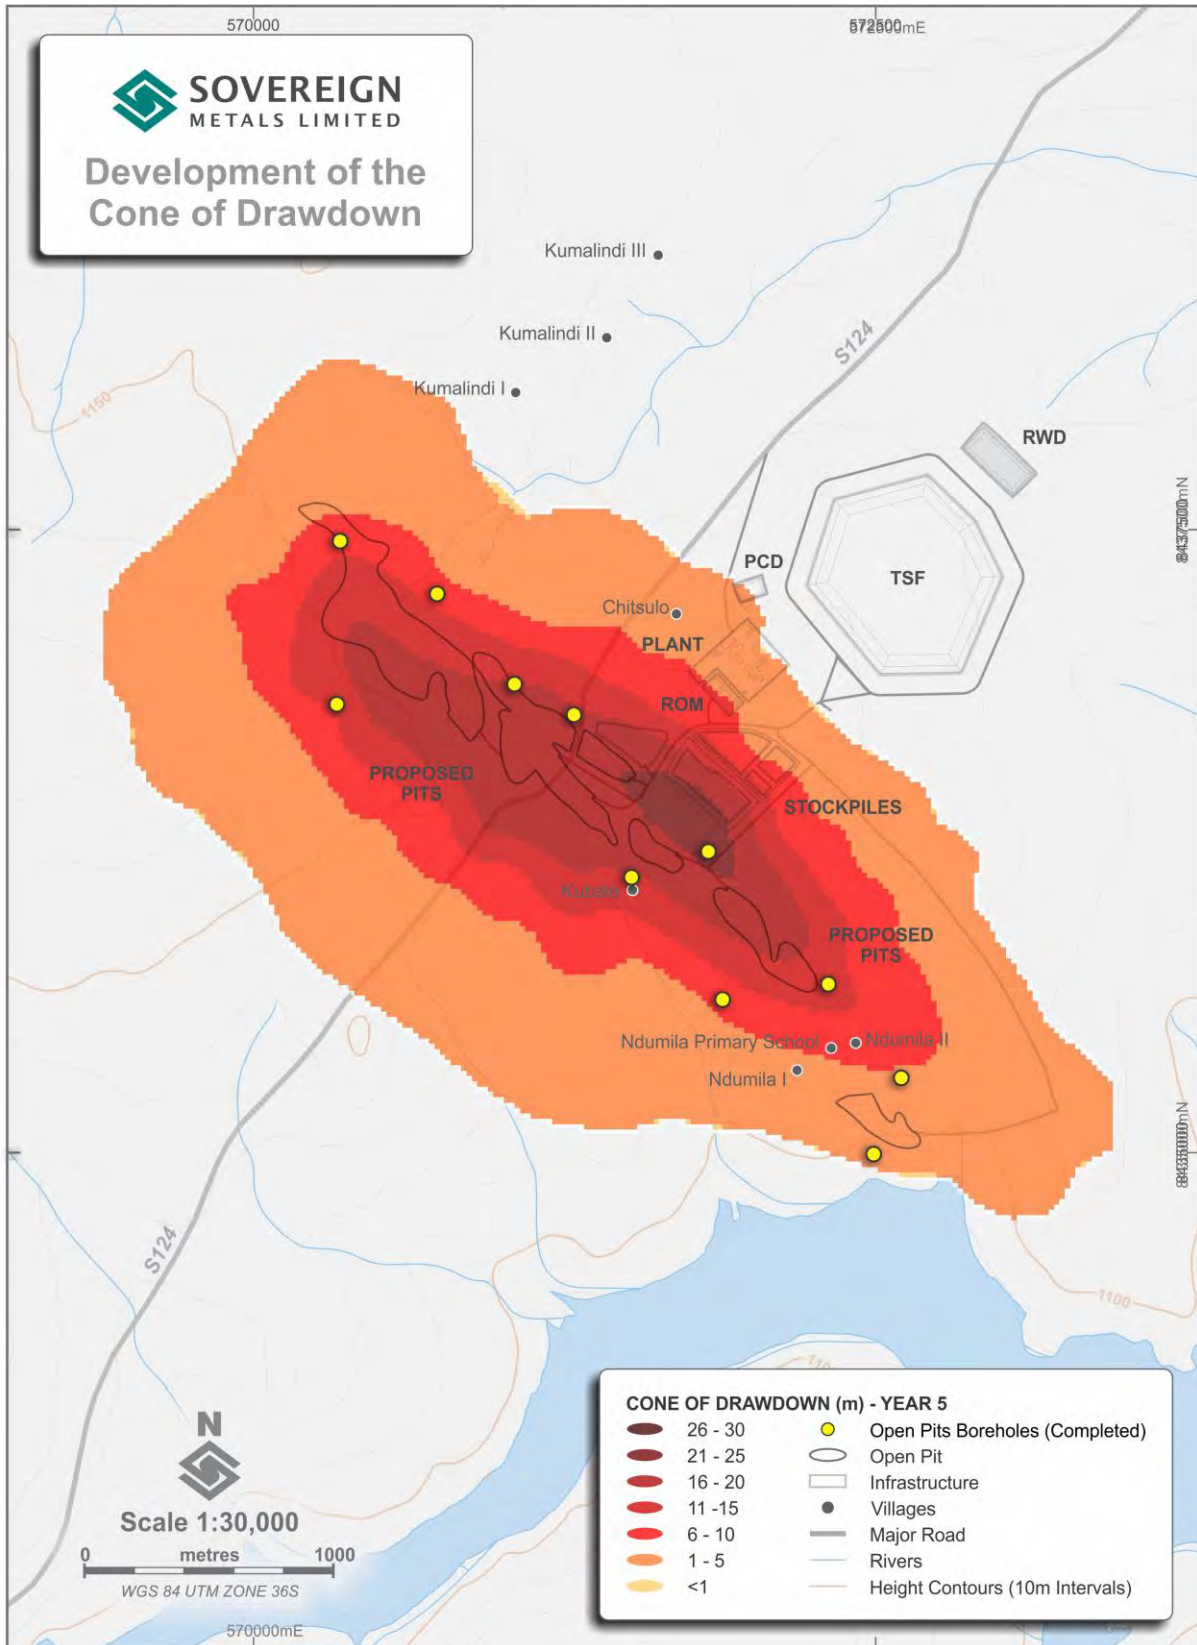 570000
572500
SOVEREIGN
METALS LIMITED
Development of the
Cone of Drawdown
Kumalindi III
Kumalindi II
S124
Kumalindi I
1150
RWD
PCD
TSF
Chitsulo
PLANT
ROM
PROPOSED
PITS
STOCKPILES
PROPOSED
PITS
Ndumila Primary School
Ndumila II
Ndumila I
S124
1100
N
Scale 1:30,000
0 metres 1000
WGS 84 UTM ZONE 36S
570000mE
CONE OF DRAWDOWN (m) - YEAR 5
26 - 30
21 - 25
16 - 20
11 -15
6 - 10
1 - 5
<1
Open Pits Boreholes (Completed)
Open Pit
Infrastructure
Villages
Major Road
Rivers
Height Contours (10m Intervals)